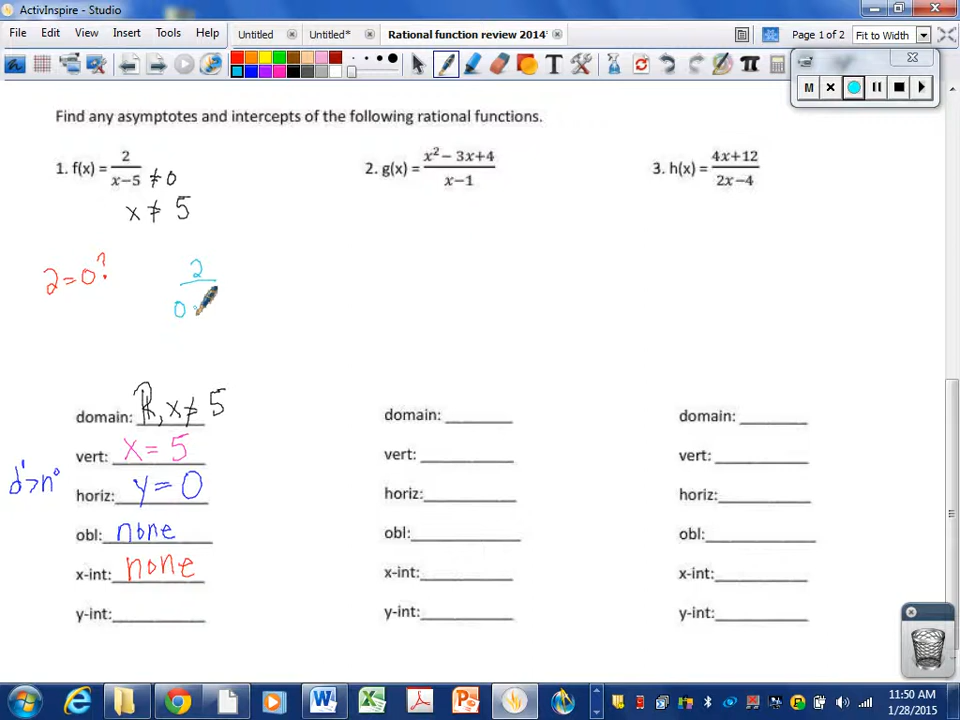 ActivInspire - Studio
File Edit View Insert Tools Help
Untitled Untitled* Rational function review 2014* Page 1 of 2 Fit to Width
Find any asymptotes and intercepts of the following rational functions.
1. f(x) = 2/(x−5) ≠0
x ≠ 5
2. g(x) = (x² − 3x+4)/(x−1)
3. h(x) = (4x+12)/(2x−4)
2=0?
2
0
domain: ℝ, x ≠ 5
vert: x = 5
d¹>n⁰
horiz: y = 0
obl: none
x-int: none
y-int:
domain:
vert:
horiz:
obl:
x-int:
y-int:
domain:
vert:
horiz:
obl:
x-int:
y-int:
11:50 AM
1/28/2015